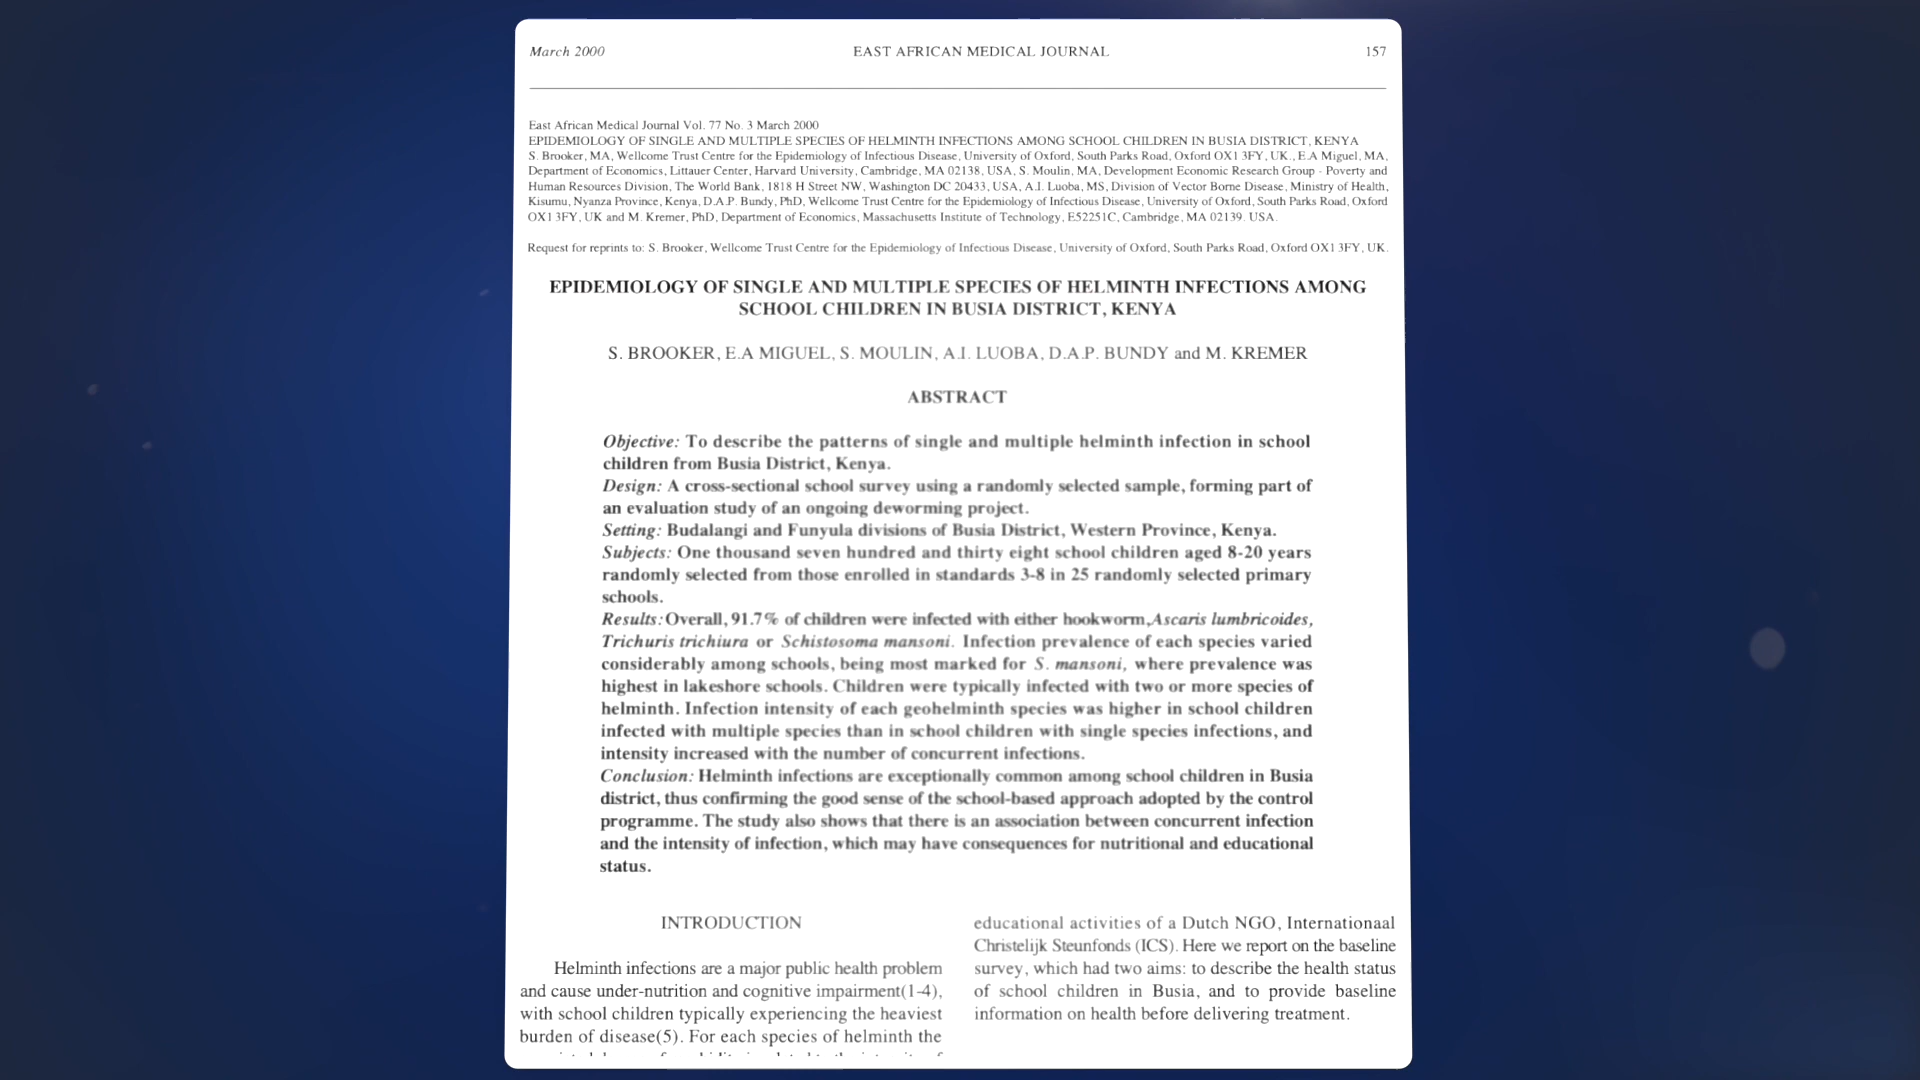 March 2000 EAST AFRICAN MEDICAL JOURNAL 157
East African Medical Journal Vol. 77 No. 3 March 2000
EPIDEMIOLOGY OF SINGLE AND MULTIPLE SPECIES OF HELMINTH INFECTIONS AMONG SCHOOL CHILDREN IN BUSIA DISTRICT, KENYA
S. Brooker, MA, Wellcome Trust Centre for the Epidemiology of Infectious Disease, University of Oxford, South Parks Road, Oxford OX1 3FY, UK., E.A Miguel, MA,
Department of Economics, Littauer Center, Harvard University, Cambridge, MA 02138, USA, S. Moulin, MA, Development Economic Research Group - Poverty and
Human Resources Division, The World Bank, 1818 H Street NW, Washington DC 20433, USA, A.I. Luoba, MS, Division of Vector Borne Disease, Ministry of Health,
Kisumu, Nyanza Province, Kenya, D.A.P. Bundy, PhD, Wellcome Trust Centre for the Epidemiology of Infectious Disease, University of Oxford, South Parks Road, Oxford
OX1 3FY, UK and M. Kremer, PhD, Department of Economics, Massachusetts Institute of Technology, E52251C, Cambridge, MA 02139. USA.
Request for reprints to: S. Brooker, Wellcome Trust Centre for the Epidemiology of Infectious Disease, University of Oxford, South Parks Road, Oxford OX1 3FY, UK.
EPIDEMIOLOGY OF SINGLE AND MULTIPLE SPECIES OF HELMINTH INFECTIONS AMONG
SCHOOL CHILDREN IN BUSIA DISTRICT, KENYA
S. BROOKER, E.A MIGUEL, S. MOULIN, A.I. LUOBA, D.A.P. BUNDY and M. KREMER
ABSTRACT
Objective: To describe the patterns of single and multiple helminth infection in school
children from Busia District, Kenya.
Design: A cross-sectional school survey using a randomly selected sample, forming part of
an evaluation study of an ongoing deworming project.
Setting: Budalangi and Funyula divisions of Busia District, Western Province, Kenya.
Subjects: One thousand seven hundred and thirty eight school children aged 8-20 years
randomly selected from those enrolled in standards 3-8 in 25 randomly selected primary
schools.
Results: Overall, 91.7% of children were infected with either hookworm, Ascaris lumbricoides,
Trichuris trichiura or Schistosoma mansoni. Infection prevalence of each species varied
considerably among schools, being most marked for S. mansoni, where prevalence was
highest in lakeshore schools. Children were typically infected with two or more species of
helminth. Infection intensity of each geohelminth species was higher in school children
infected with multiple species than in school children with single species infections, and
intensity increased with the number of concurrent infections.
Conclusion: Helminth infections are exceptionally common among school children in Busia
district, thus confirming the good sense of the school-based approach adopted by the control
programme. The study also shows that there is an association between concurrent infection
and the intensity of infection, which may have consequences for nutritional and educational
status.
INTRODUCTION
Helminth infections are a major public health problem
and cause under-nutrition and cognitive impairment(1-4),
with school children typically experiencing the heaviest
burden of disease(5). For each species of helminth the
educational activities of a Dutch NGO, Internationaal
Christelijk Steunfonds (ICS). Here we report on the baseline
survey, which had two aims: to describe the health status
of school children in Busia, and to provide baseline
information on health before delivering treatment.